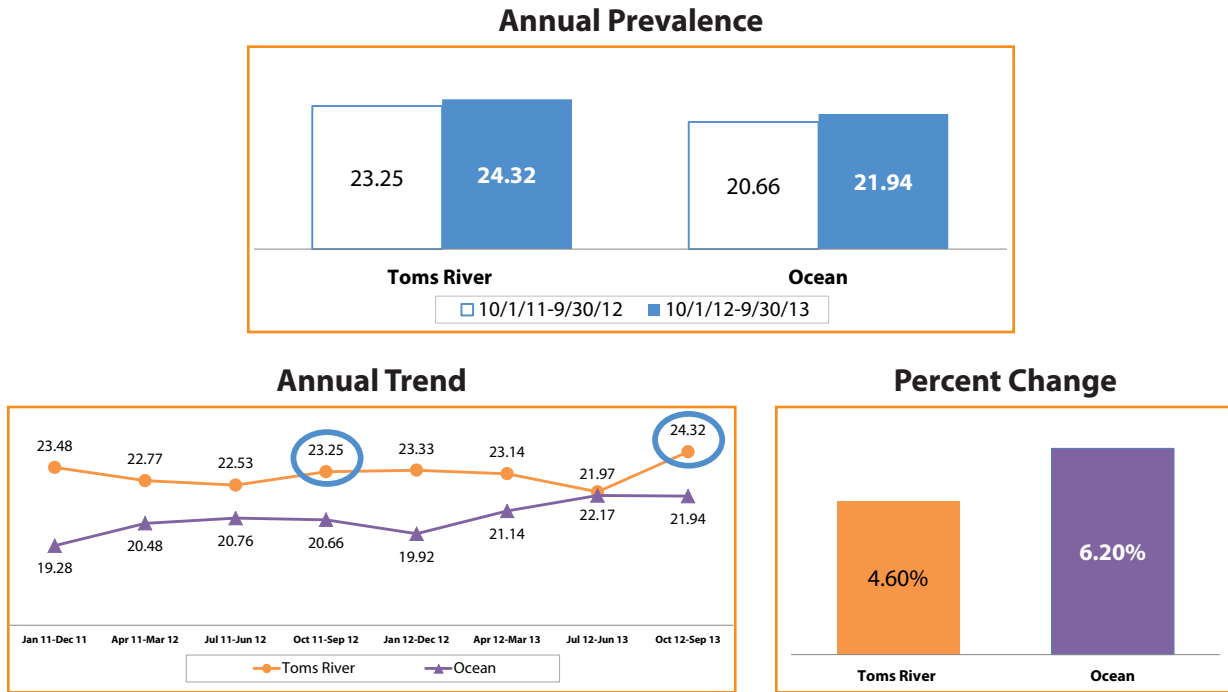 Annual Prevalence
23.25
24.32
20.66
21.94
Toms River
Ocean
10/1/11-9/30/12 10/1/12-9/30/13
Annual Trend
23.48
22.77
22.53
23.25
23.33
23.14
21.97
24.32
19.28
20.48
20.76
20.66
19.92
21.14
22.17
21.94
Jan 11-Dec 11 Apr 11-Mar 12 Jul 11-Jun 12 Oct 11-Sep 12 Jan 12-Dec 12 Apr 12-Mar 13 Jul 12-Jun 13 Oct 12-Sep 13
Toms River Ocean
Percent Change
4.60%
6.20%
Toms River
Ocean